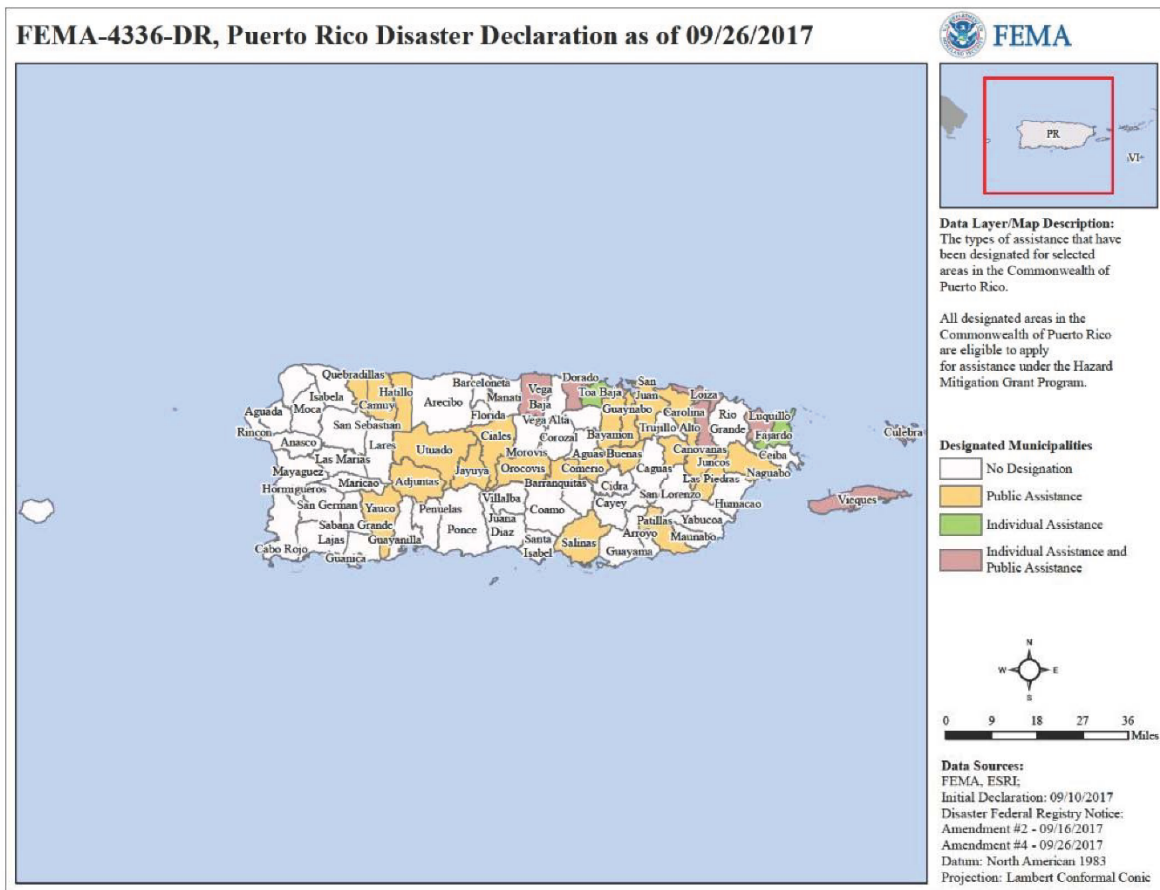 FEMA-4336-DR, Puerto Rico Disaster Declaration as of 09/26/2017
FEMA
PR
VI
Data Layer/Map Description:
The types of assistance that have
been designated for selected
areas in the Commonwealth of
Puerto Rico.
All designated areas in the
Commonwealth of Puerto Rico
are eligible to apply
for assistance under the Hazard
Mitigation Grant Program.
Designated Municipalities
No Designation
Public Assistance
Individual Assistance
Individual Assistance and
Public Assistance
N
W E
S
0 9 18 27 36
Miles
Data Sources:
FEMA, ESRI;
Initial Declaration: 09/10/2017
Disaster Federal Registry Notice:
Amendment #2 - 09/16/2017
Amendment #4 - 09/26/2017
Datum: North American 1983
Projection: Lambert Conformal Conic
Quebradillas
Isabela
Camuy
Hatillo
Arecibo
Barceloneta
Manati
Florida
Vega
Baja
Vega Alta
Dorado
Toa Baja
San
Juan
Guaynabo
Carolina
Loiza
Rio
Grande
Luquillo
Fajardo
Ceiba
Culebra
Aguada
Rincon
Moca
San Sebastian
Anasco
Lares
Las Marias
Mayaguez
Maricao
Hormigueros
San German
Sabana Grande
Cabo Rojo
Lajas
Guanica
Yauco
Guayanilla
Utuado
Adjuntas
Jayuya
Ciales
Morovis
Orocovis
Corozal
Bayamon
Trujillo Alto
Aguas Buenas
Comerio
Barranquitas
Cidra
Caguas
Canovanas
Juncos
Las Piedras
Naguabo
Humacao
San Lorenzo
Cayey
Penuelas
Ponce
Villalba
Juana
Diaz
Coamo
Santa
Isabel
Salinas
Guayama
Arroyo
Patillas
Yabucoa
Maunabo
Vieques